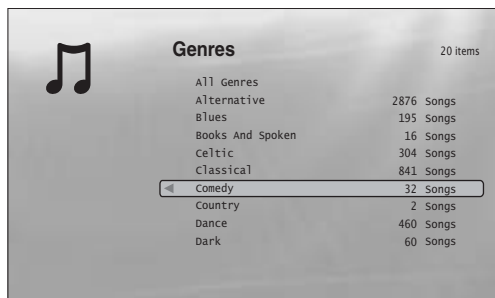 Genres 20 items
All Genres
Alternative 2876 Songs
Blues 195 Songs
Books And Spoken 16 Songs
Celtic 304 Songs
Classical 841 Songs
Comedy 32 Songs
Country 2 Songs
Dance 460 Songs
Dark 60 Songs